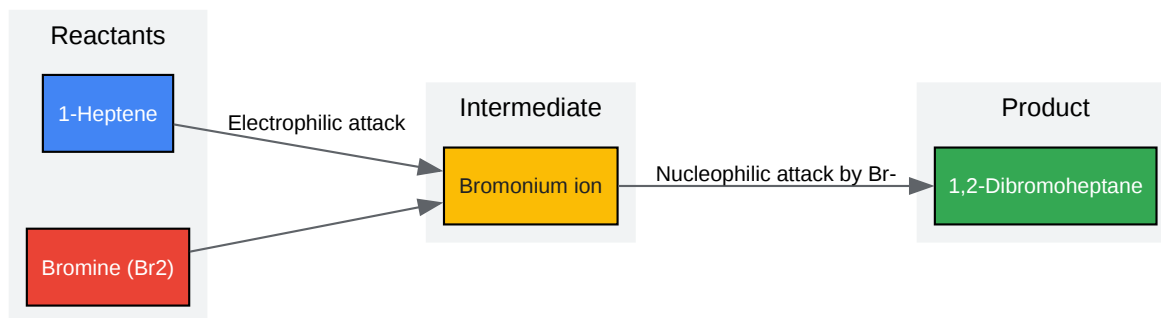 Reactants
1-Heptene
Bromine (Br2)
Electrophilic attack
Intermediate
Bromonium ion
Nucleophilic attack by Br-
Product
1,2-Dibromoheptane